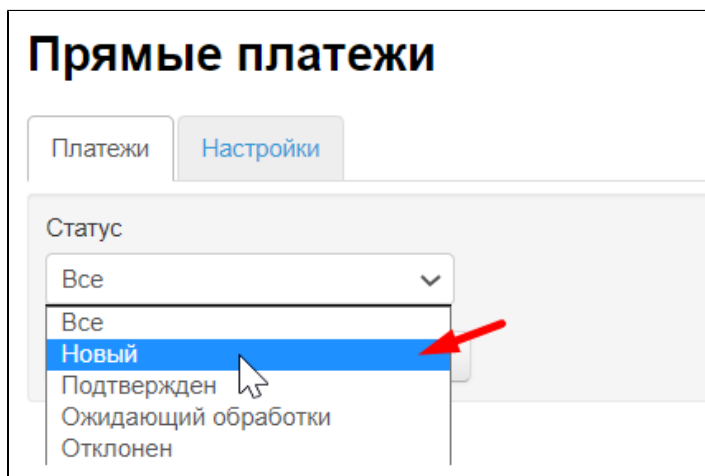 Прямые платежи
Платежи
Настройки
Статус
Все
Все
Новый
Подтвержден
Ожидающий обработки
Отклонен